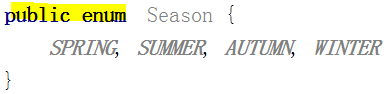 public enum Season {
SPRING, SUMMER, AUTUMN, WINTER
}